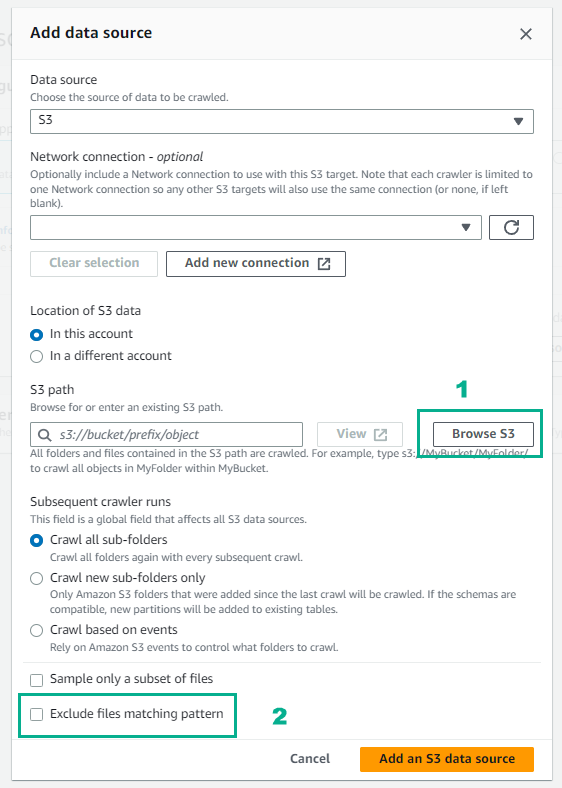 Add data source
Data source
Choose the source of data to be crawled.
S3
Network connection - optional
Optionally include a Network connection to use with this S3 target. Note that each crawler is limited to
one Network connection so any other S3 targets will also use the same connection (or none, if left
blank).
Clear selection
Add new connection
Location of S3 data
In this account
In a different account
1
S3 path
Browse for or enter an existing S3 path.
s3://bucket/prefix/object
View
Browse S3
All folders and files contained in the S3 path are crawled. For example, type s3://MyBucket/MyFolder/
to crawl all objects in MyFolder within MyBucket.
Subsequent crawler runs
This field is a global field that affects all S3 data sources.
Crawl all sub-folders
Crawl all folders again with every subsequent crawl.
Crawl new sub-folders only
Only Amazon S3 folders that were added since the last crawl will be crawled. If the schemas are
compatible, new partitions will be added to existing tables.
Crawl based on events
Rely on Amazon S3 events to control what folders to crawl.
Sample only a subset of files
Exclude files matching pattern
2
Cancel
Add an S3 data source